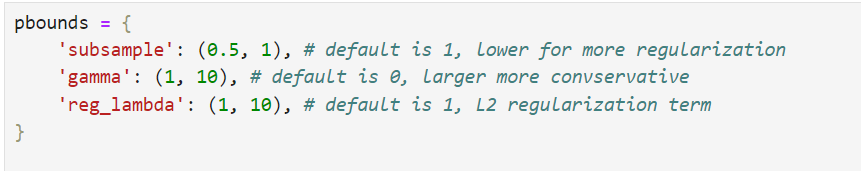 pbounds = {
    'subsample': (0.5, 1), # default is 1, lower for more regularization
    'gamma': (1, 10), # default is 0, larger more convservative
    'reg_lambda': (1, 10), # default is 1, L2 regularization term
}